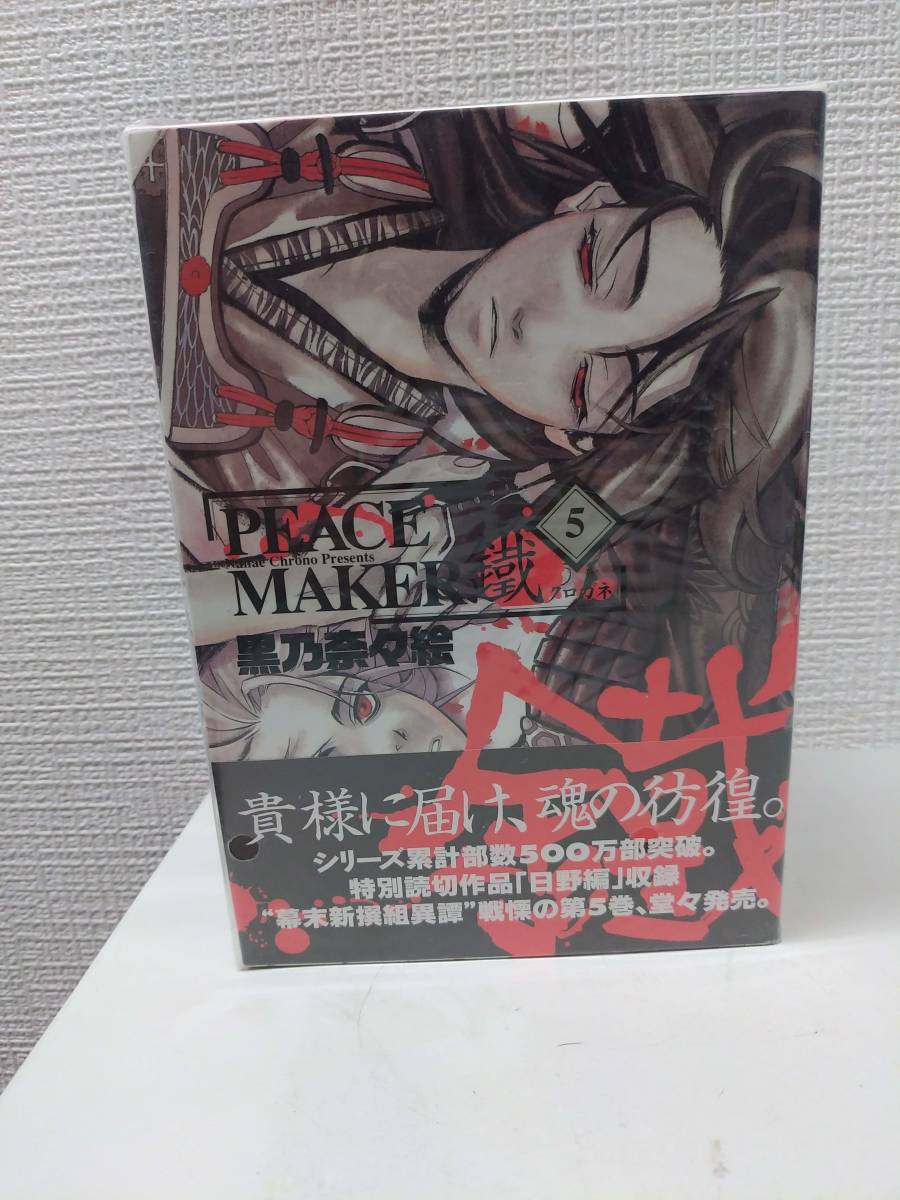 PEACE
5
Nanae Chrono Presents
MAKER 鐵
クロガネ
黒乃奈々絵
貴様に届け、魂の彷徨。
シリーズ累計部数500万部突破。
特別読切作品「日野編」収録
“幕末新撰組異譚”戦慄の第5巻、堂々発売。